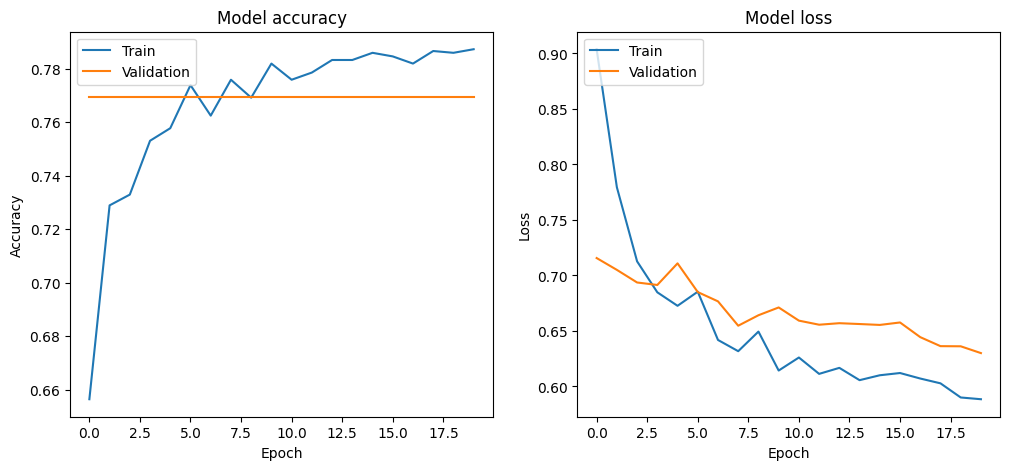 Model accuracy
Train
Validation
0.78
0.76
0.74
0.72
0.70
0.68
0.66
Accuracy
0.0 2.5 5.0 7.5 10.0 12.5 15.0 17.5
Epoch
Model loss
Train
Validation
0.90
0.85
0.80
0.75
0.70
0.65
0.60
Loss
0.0 2.5 5.0 7.5 10.0 12.5 15.0 17.5
Epoch